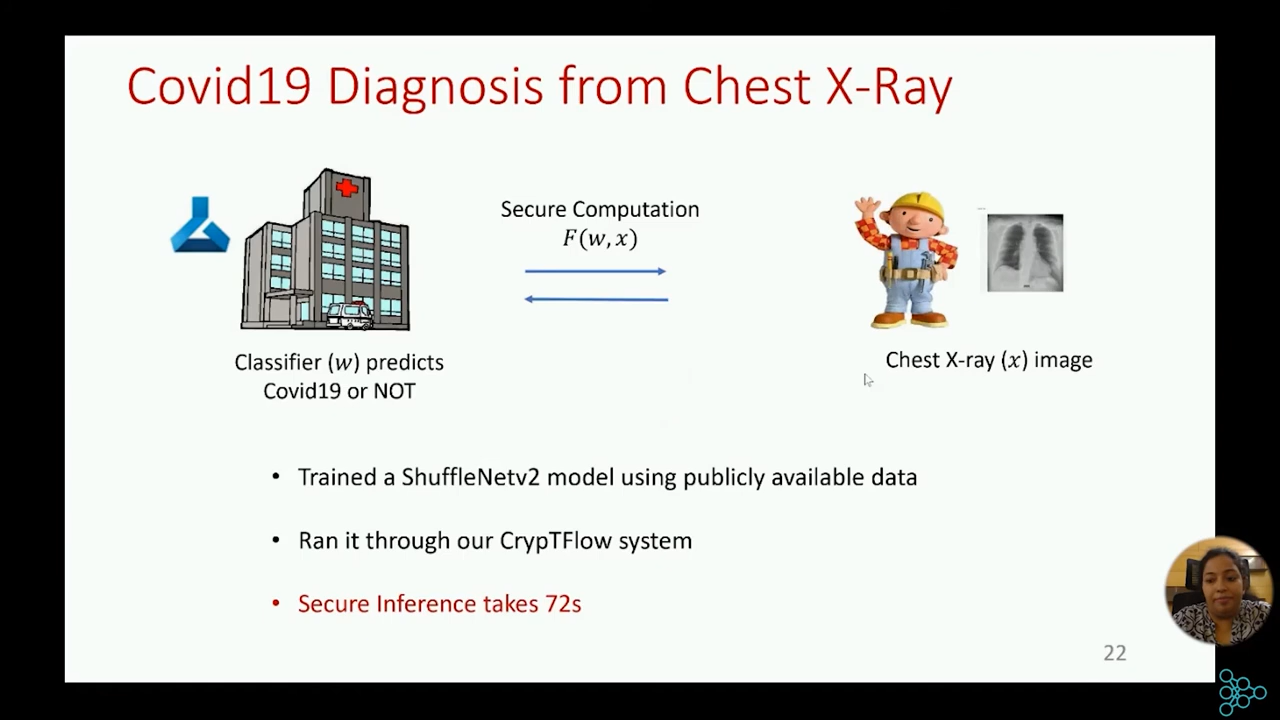 Covid19 Diagnosis from Chest X-Ray
Secure Computation
F(w, x)
Classifier (w) predicts
Covid19 or NOT
Chest X-ray (x) image
• Trained a ShuffleNetv2 model using publicly available data
• Ran it through our CrypTFlow system
• Secure Inference takes 72s
22